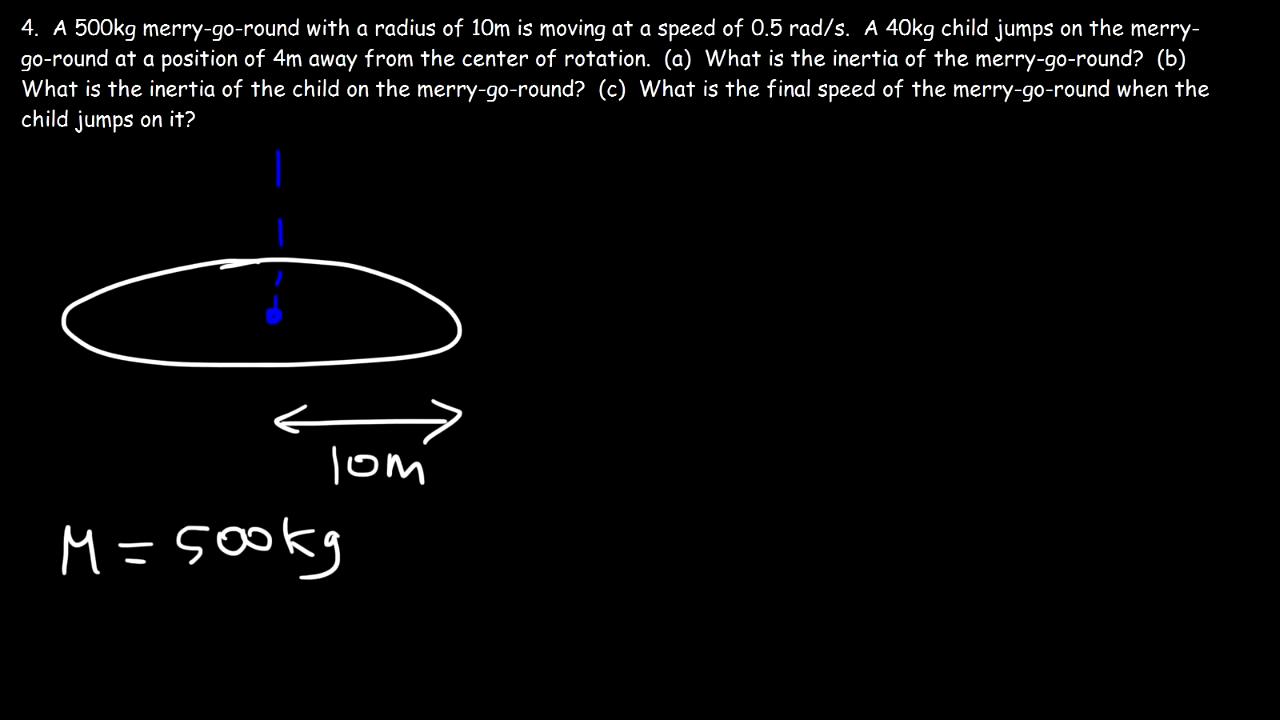 4. A 500kg merry-go-round with a radius of 10m is moving at a speed of 0.5 rad/s. A 40kg child jumps on the merry-
go-round at a position of 4m away from the center of rotation. (a) What is the inertia of the merry-go-round? (b)
What is the inertia of the child on the merry-go-round? (c) What is the final speed of the merry-go-round when the
child jumps on it?
10m
M = 500kg